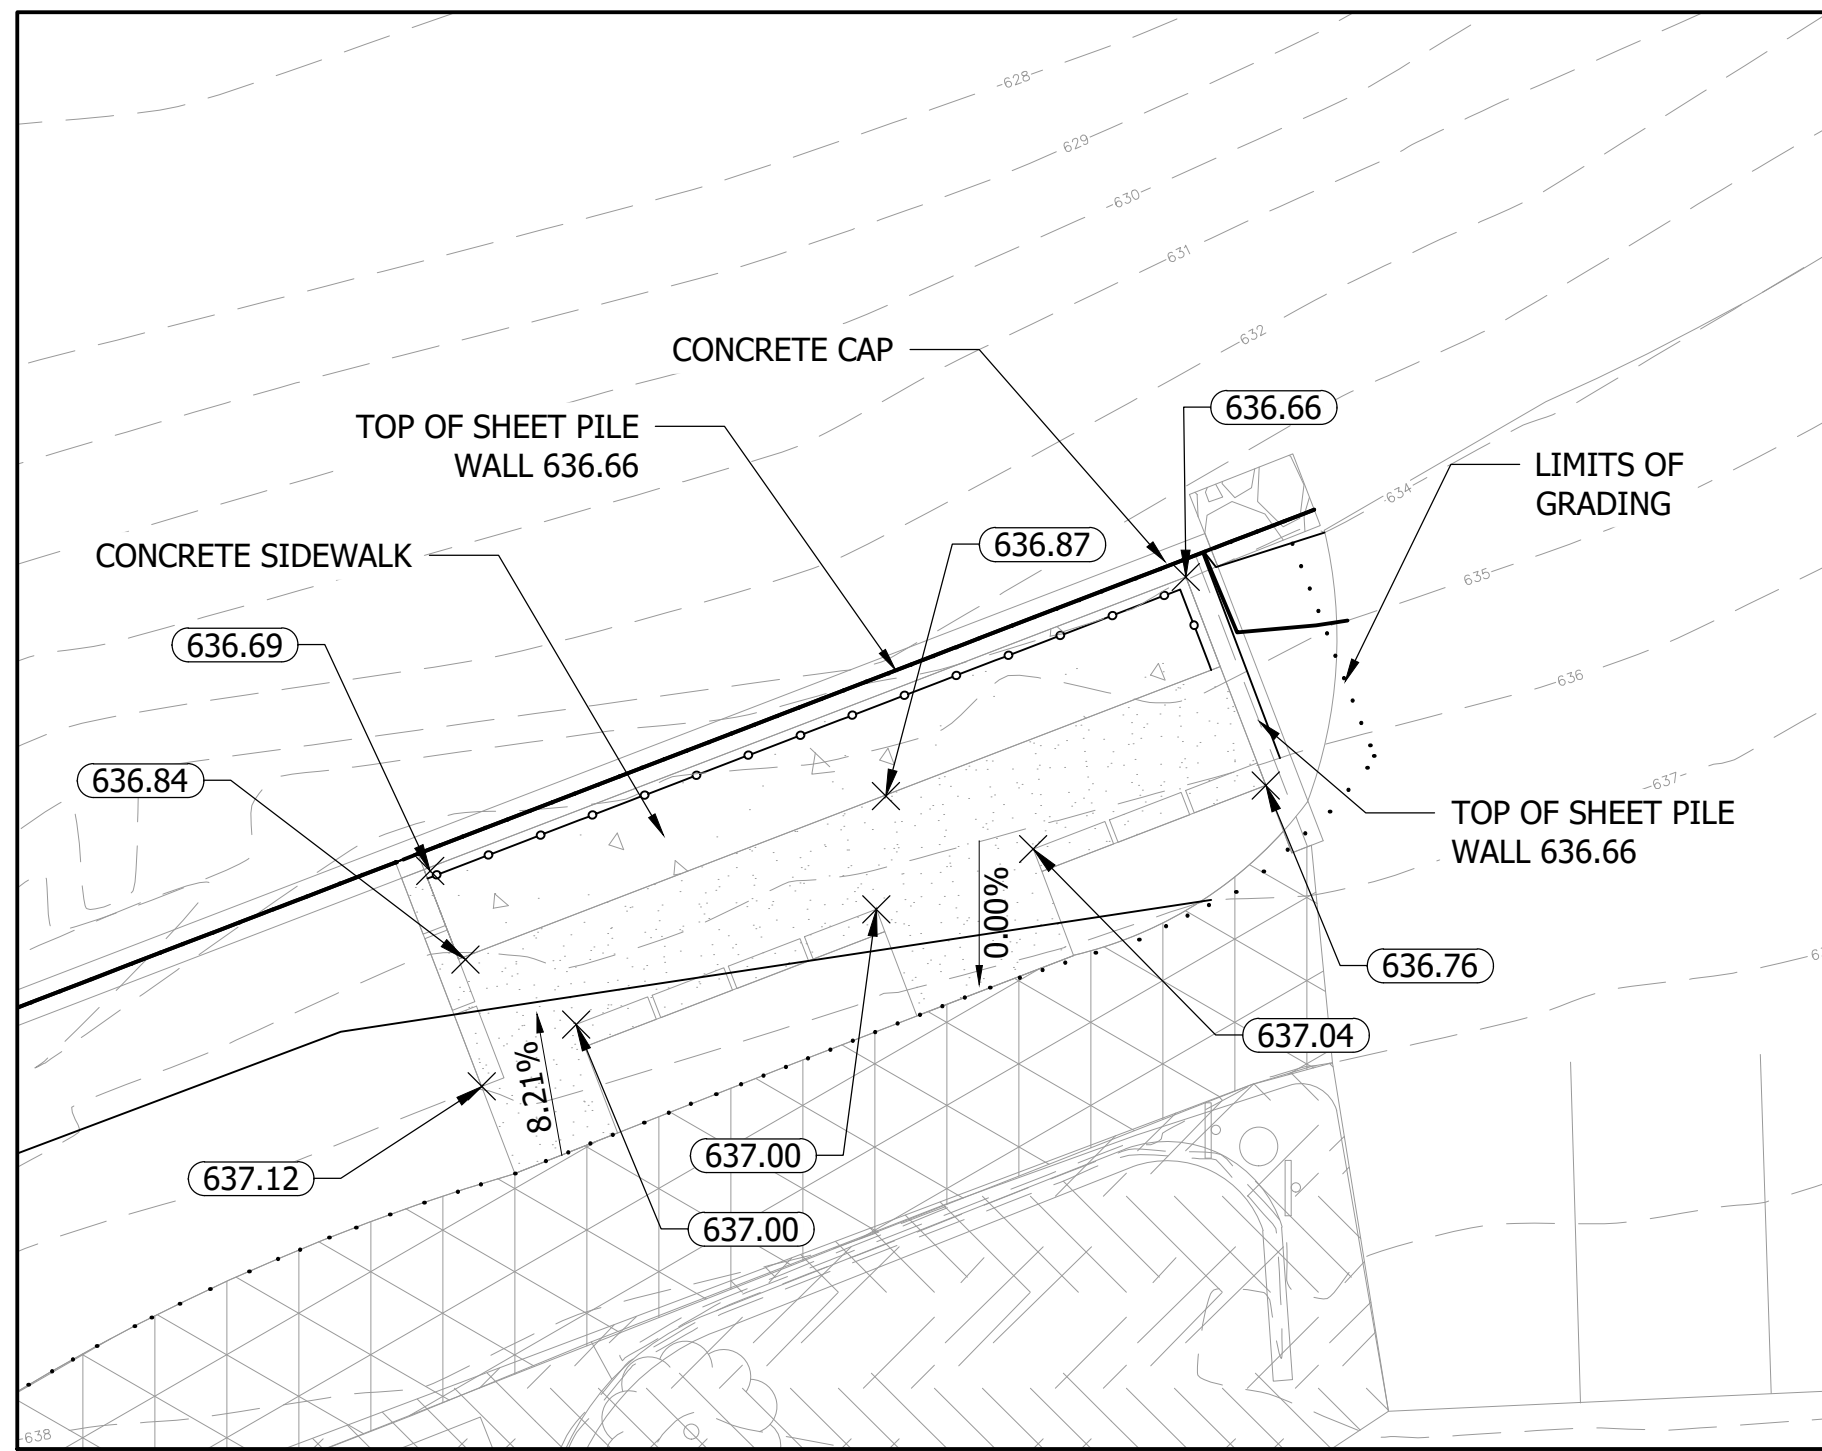 628
629
630
631
632
CONCRETE CAP
636.66
TOP OF SHEET PILE
WALL 636.66
LIMITS OF
GRADING
634
636.87
CONCRETE SIDEWALK
635
636.69
636
636.84
637
TOP OF SHEET PILE
WALL 636.66
0.00%
636.76
637.04
8.21%
637.00
637.12
637.00
638